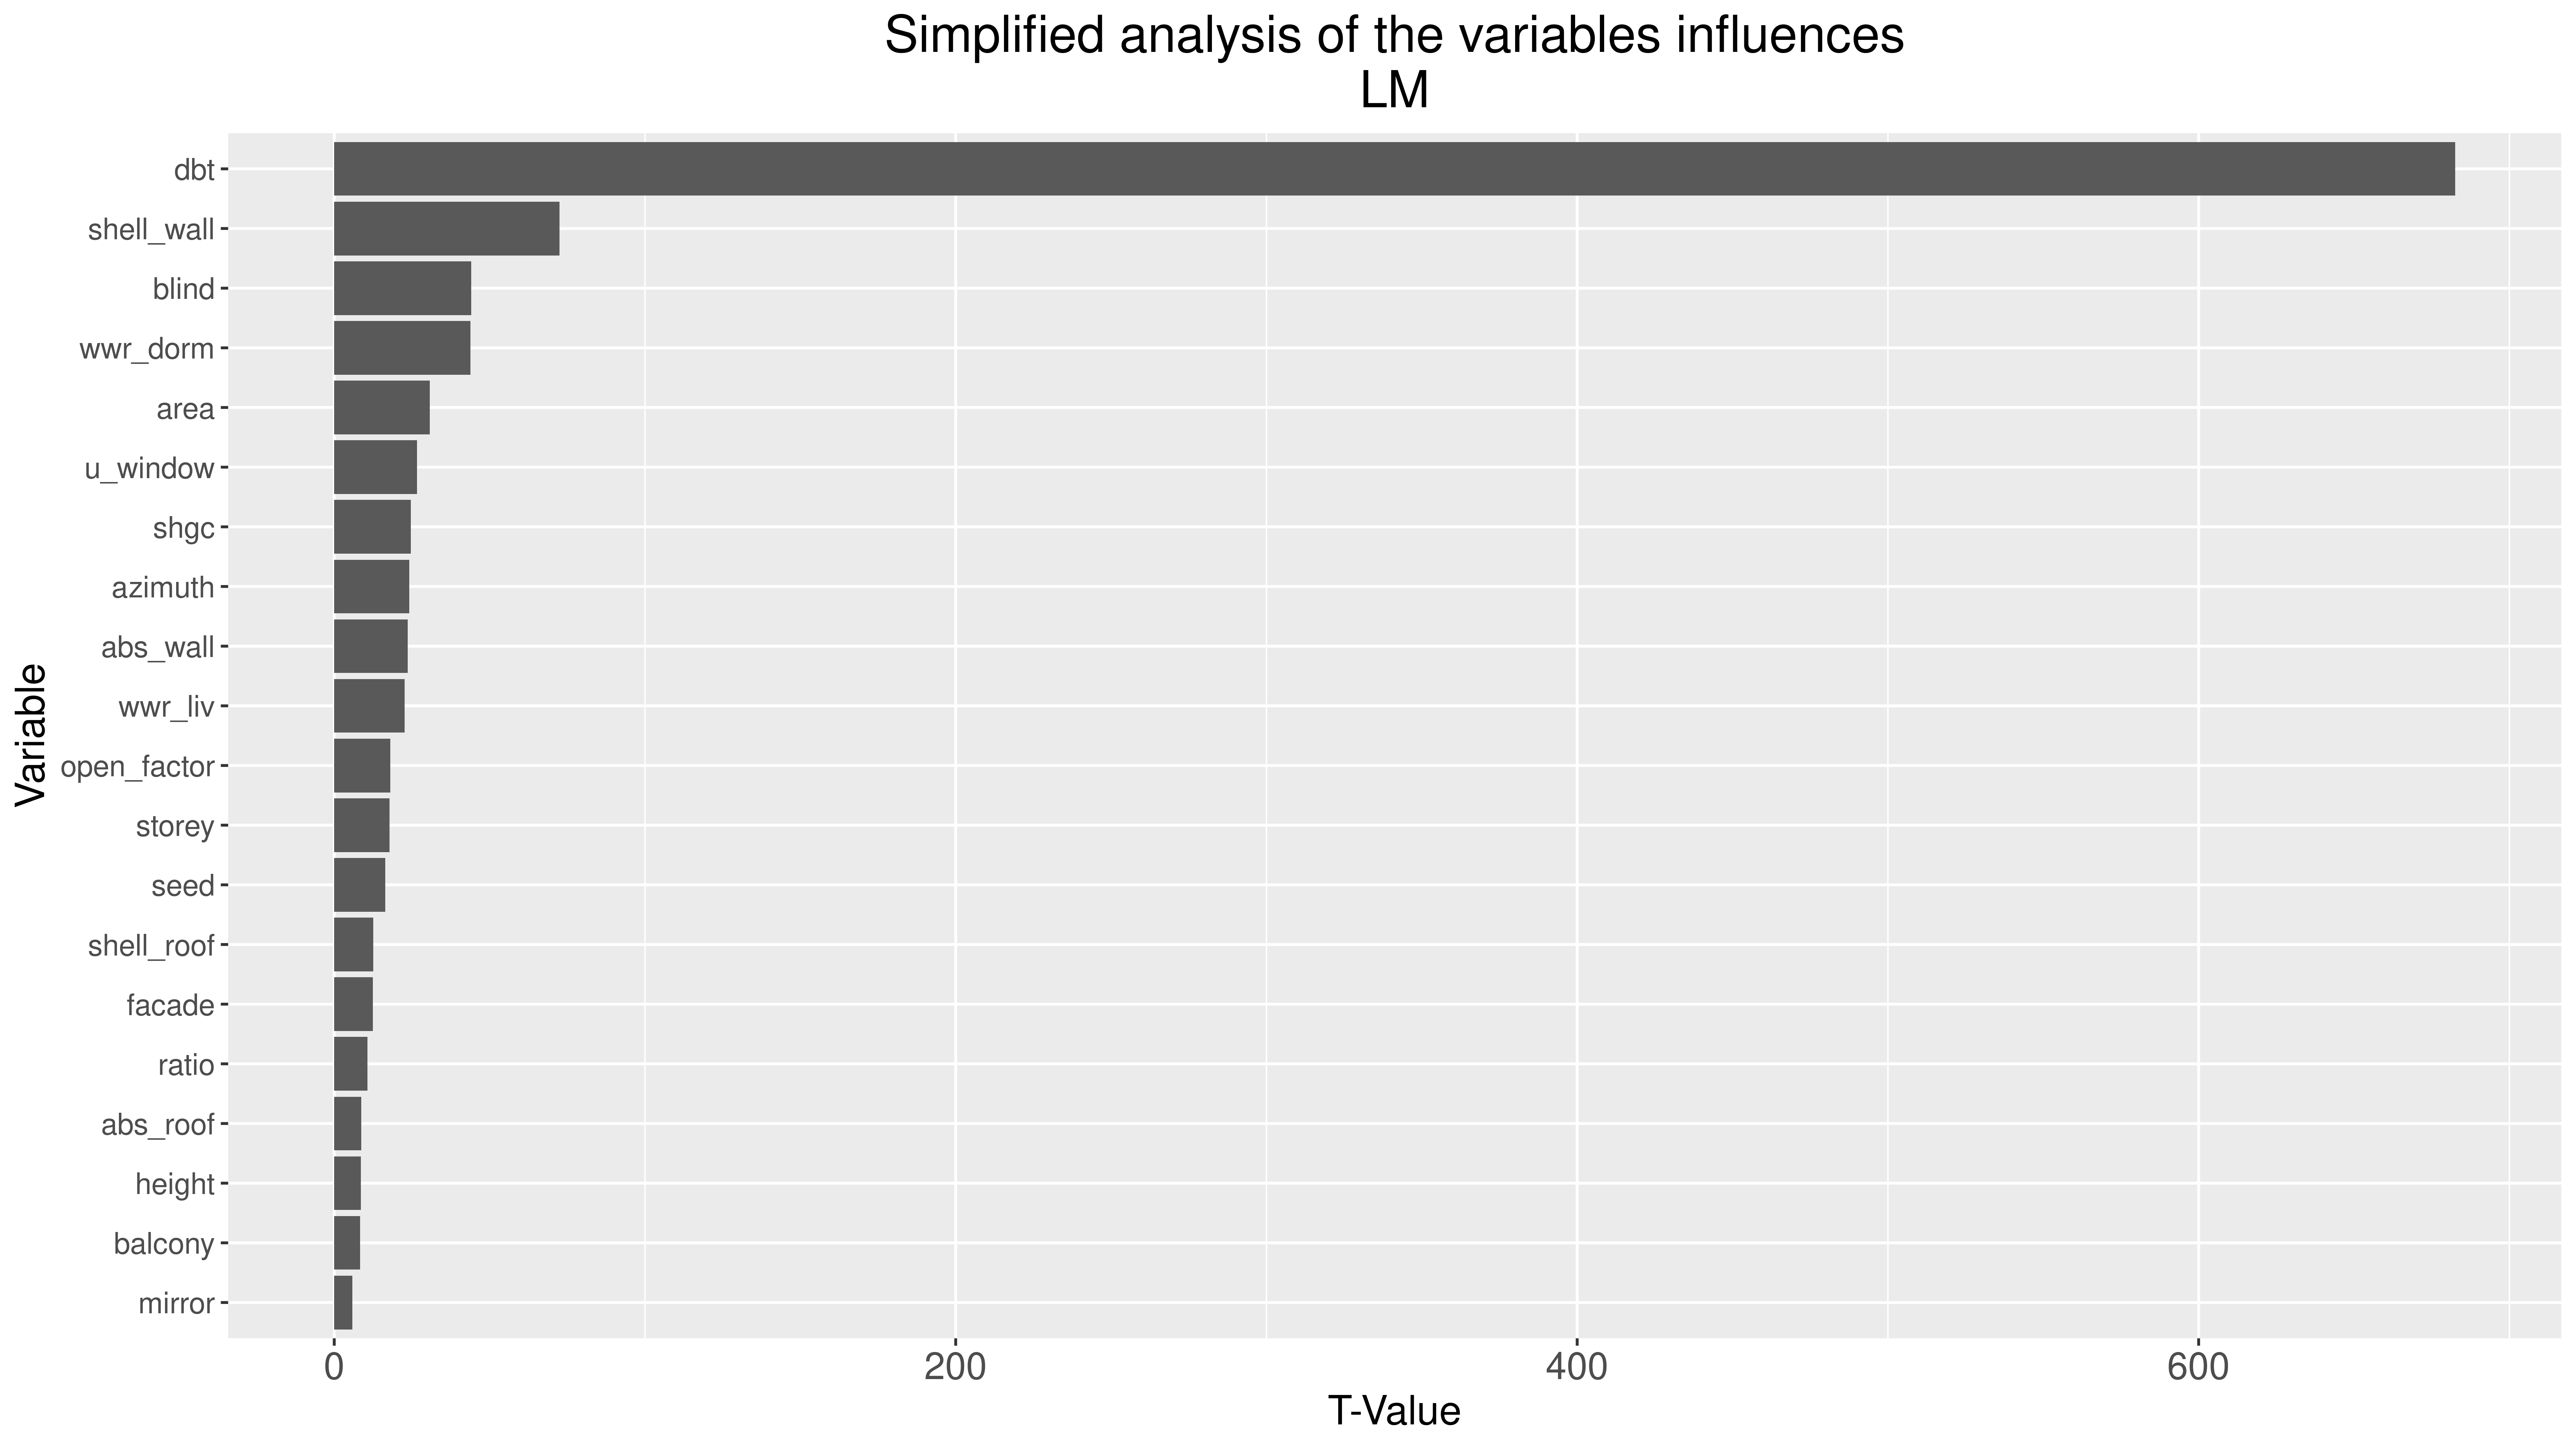 Simplified analysis of the variables influences
LM
Variable
dbt
shell_wall
blind
wwr_dorm
area
u_window
shgc
azimuth
abs_wall
wwr_liv
open_factor
storey
seed
shell_roof
facade
ratio
abs_roof
height
balcony
mirror
0 200 400 600
T-Value